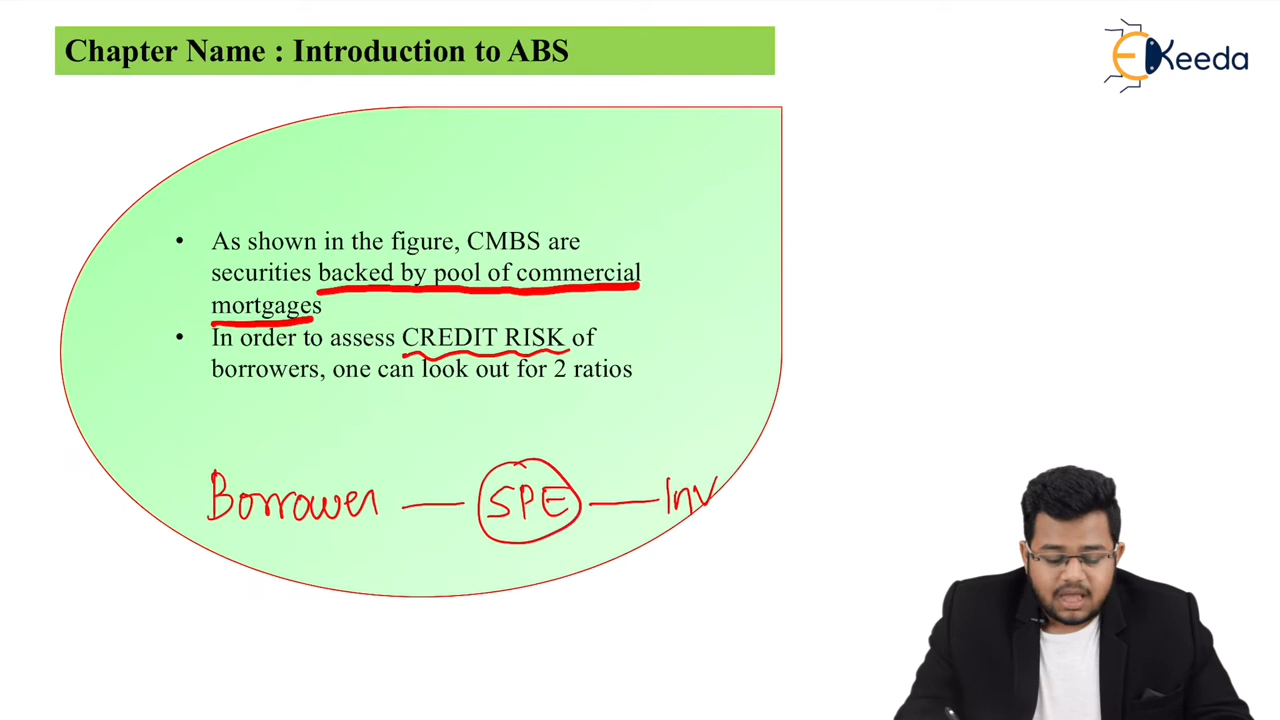 Chapter Name : Introduction to ABS
EKeeda
• As shown in the figure, CMBS are
securities backed by pool of commercial
mortgages
• In order to assess CREDIT RISK of
borrowers, one can look out for 2 ratios
Borrower — SPE — Inv